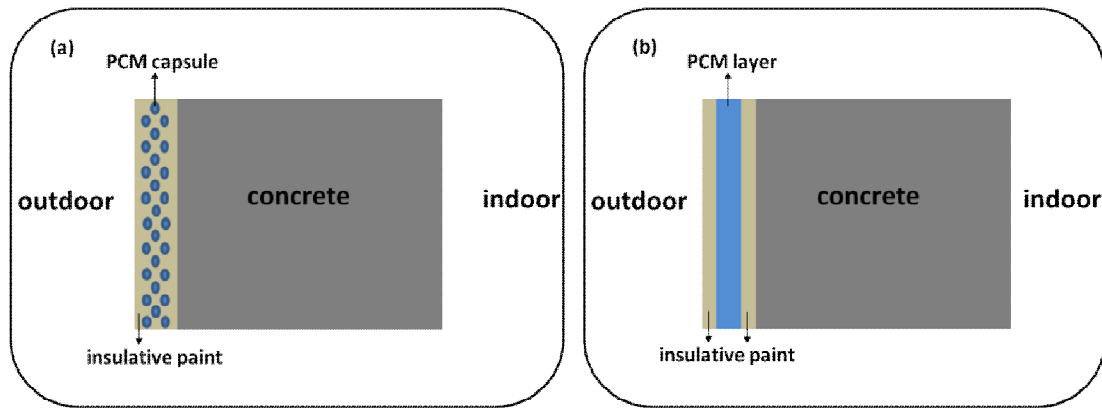 (a)
PCM capsule
outdoor
concrete
indoor
insulative paint
(b)
PCM layer
outdoor
concrete
indoor
insulative paint